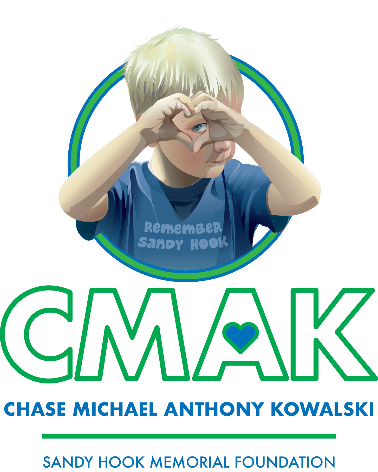 Remember
Sandy Hook
CMAK
CHASE MICHAEL ANTHONY KOWALSKI
SANDY HOOK MEMORIAL FOUNDATION